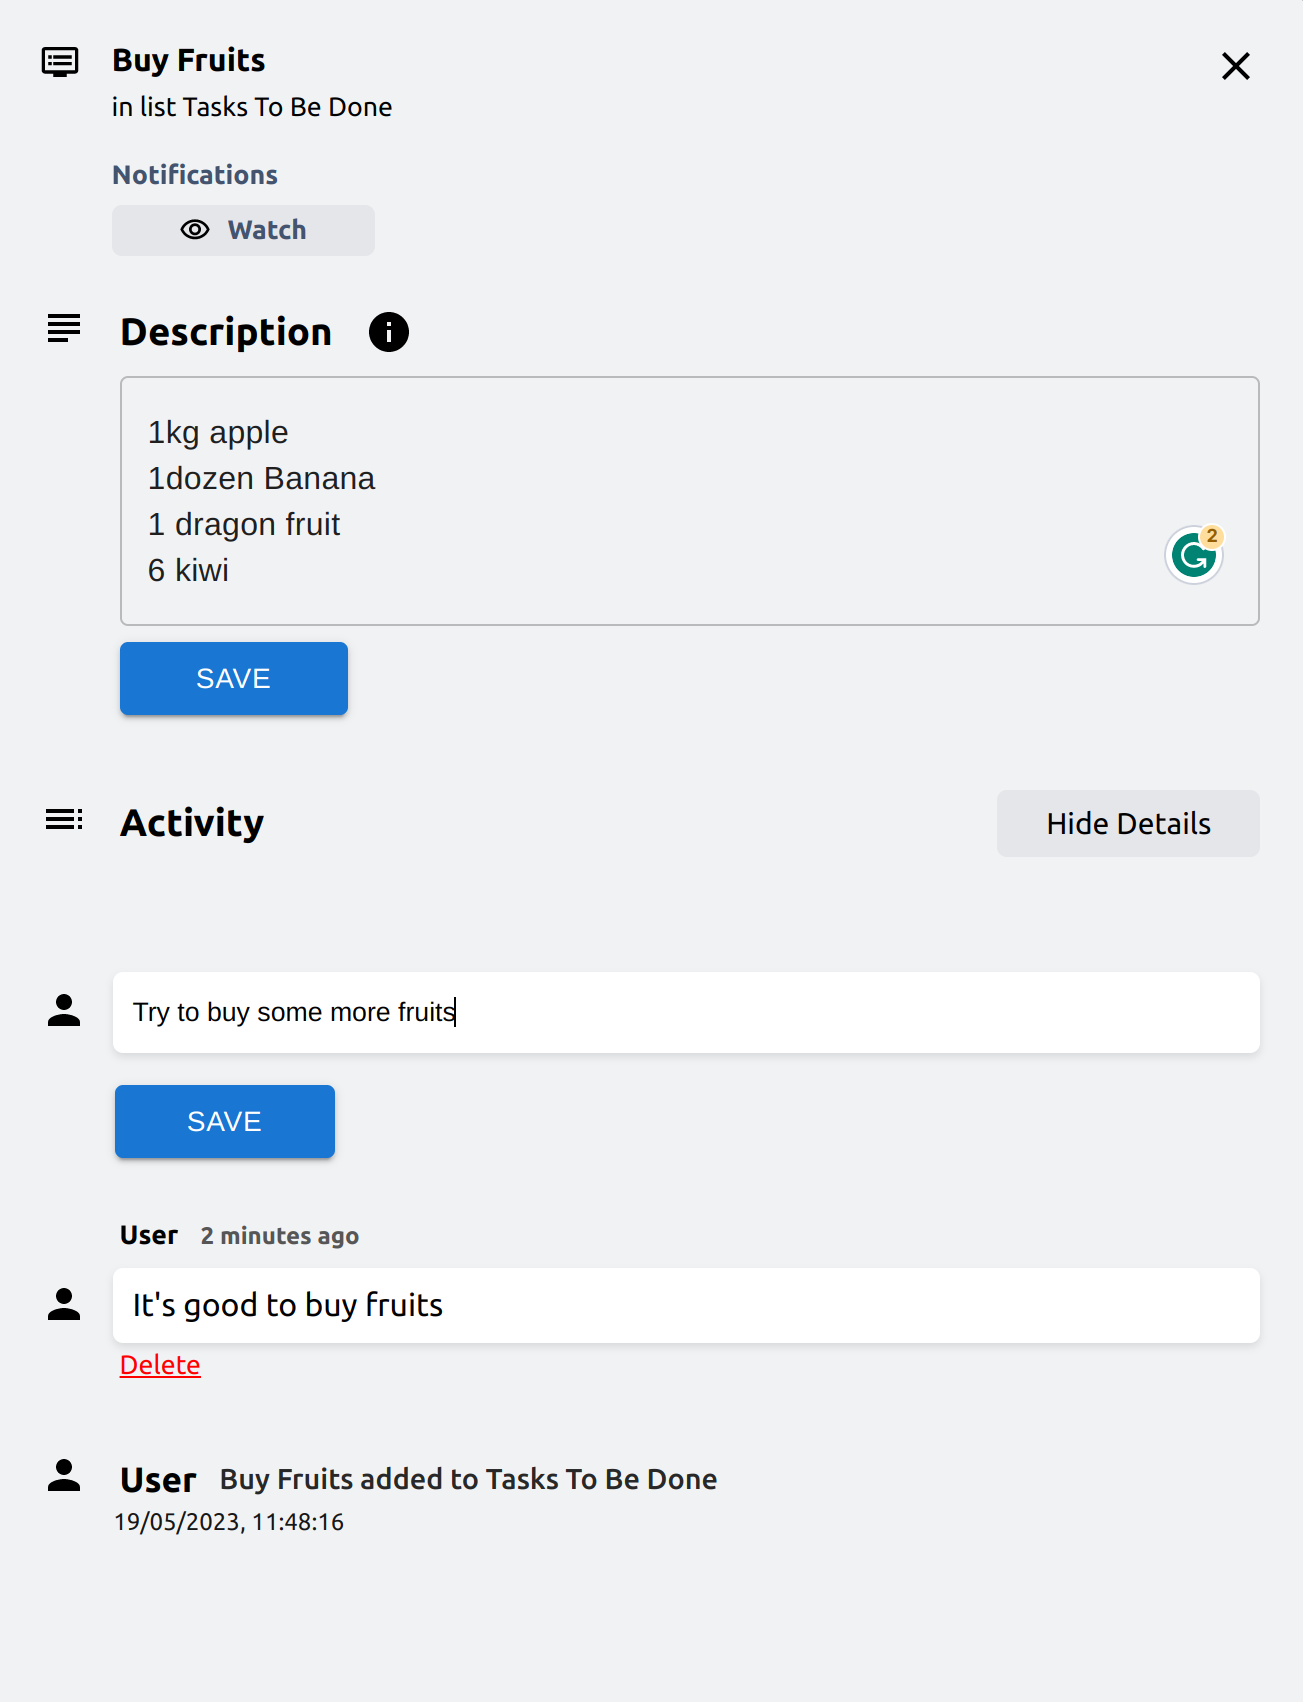 Buy Fruits
in list Tasks To Be Done
Notifications
Watch
Description
1kg apple
1dozen Banana
1 dragon fruit
6 kiwi
2
SAVE
Activity
Hide Details
Try to buy some more fruits
SAVE
User 2 minutes ago
It's good to buy fruits
Delete
User Buy Fruits added to Tasks To Be Done
19/05/2023, 11:48:16